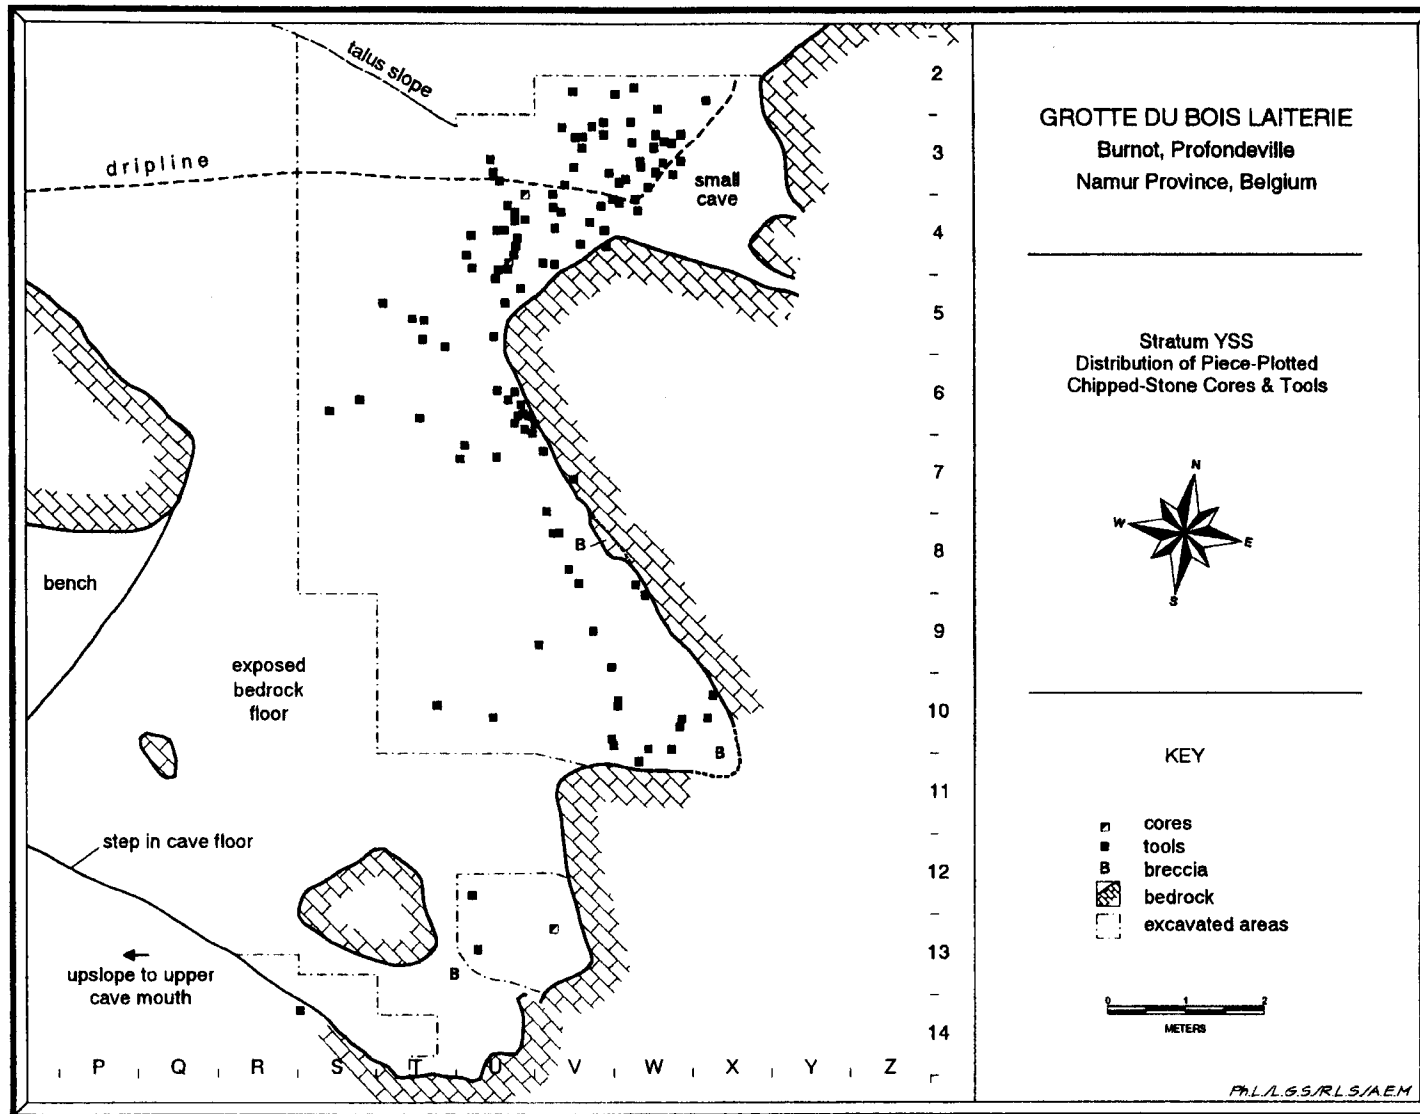 talus slope
dripline
small
cave
bench
exposed
bedrock
floor
step in cave floor
upslope to upper
cave mouth
B
B
B
2
3
4
5
6
7
8
9
10
11
12
13
14
P Q R S T U V W X Y Z
GROTTE DU BOIS LAITERIE
Burnot, Profondeville
Namur Province, Belgium
Stratum YSS
Distribution of Piece-Plotted
Chipped-Stone Cores & Tools
N
W
E
S
KEY
cores
tools
B breccia
bedrock
excavated areas
0 1 2
METERS
Ph.L./L.G.S./R.L.S./A.E.M